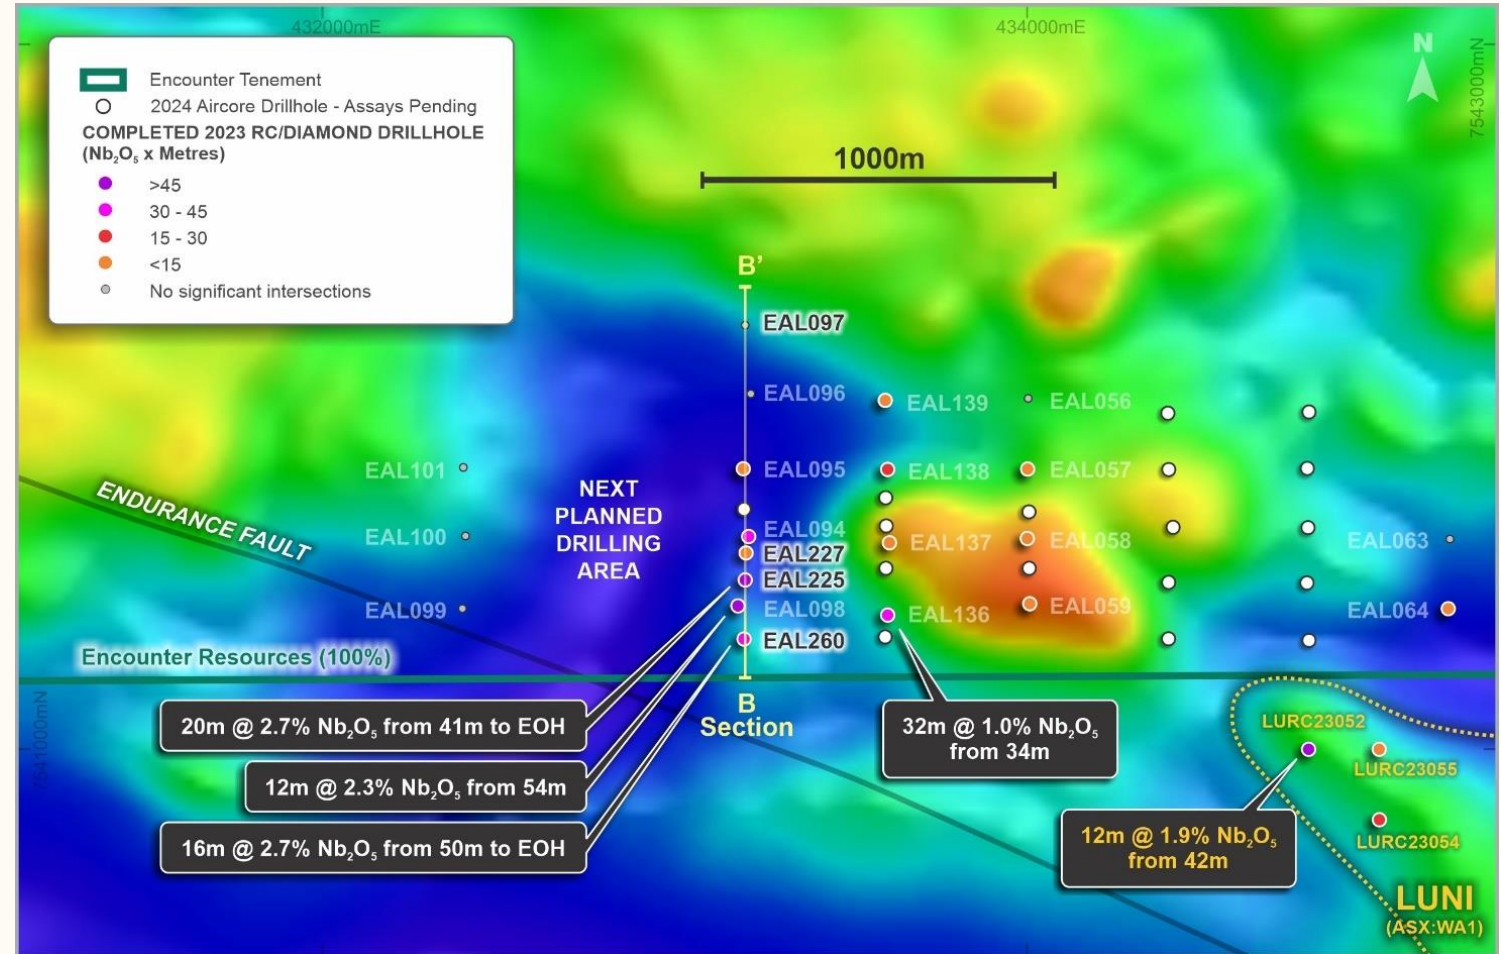 432000mE
434000mE
N
7543000mN
Encounter Tenement
2024 Aircore Drillhole - Assays Pending
COMPLETED 2023 RC/DIAMOND DRILLHOLE
(Nb₂O₅ x Metres)
>45
30 - 45
15 - 30
<15
No significant intersections
1000m
B’
EAL097
EAL096
EAL139
EAL056
EAL101
EAL095
EAL138
EAL057
ENDURANCE FAULT
NEXT
PLANNED
DRILLING
AREA
EAL100
EAL094
EAL227
EAL137
EAL058
EAL063
EAL225
EAL099
EAL098
EAL136
EAL059
EAL064
EAL260
Encounter Resources (100%)
7541000mN
B
Section
20m @ 2.7% Nb₂O₅ from 41m to EOH
12m @ 2.3% Nb₂O₅ from 54m
16m @ 2.7% Nb₂O₅ from 50m to EOH
32m @ 1.0% Nb₂O₅
from 34m
LURC23052
LURC23055
LURC23054
12m @ 1.9% Nb₂O₅
from 42m
LUNI
(ASX:WA1)